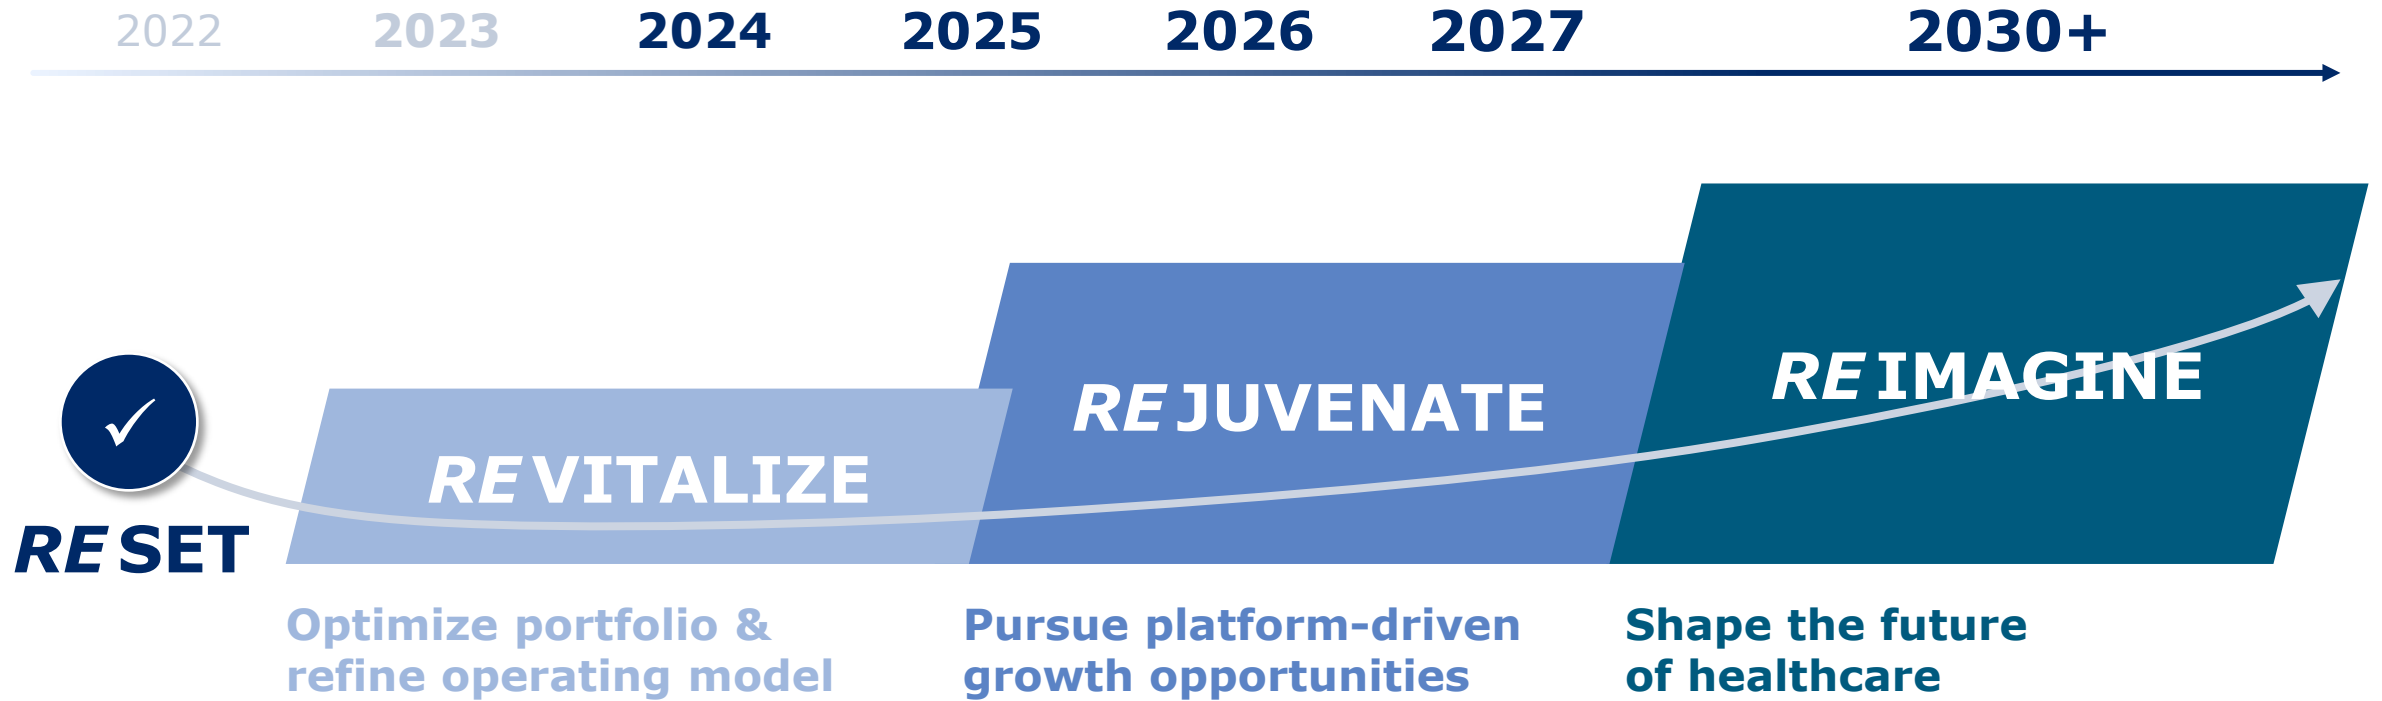 2022 2023 2024 2025 2026 2027 2030+
REIMAGINE
REJUVENATE
REVITALIZE
RESET
Optimize portfolio &
refine operating model
Pursue platform-driven
growth opportunities
Shape the future
of healthcare